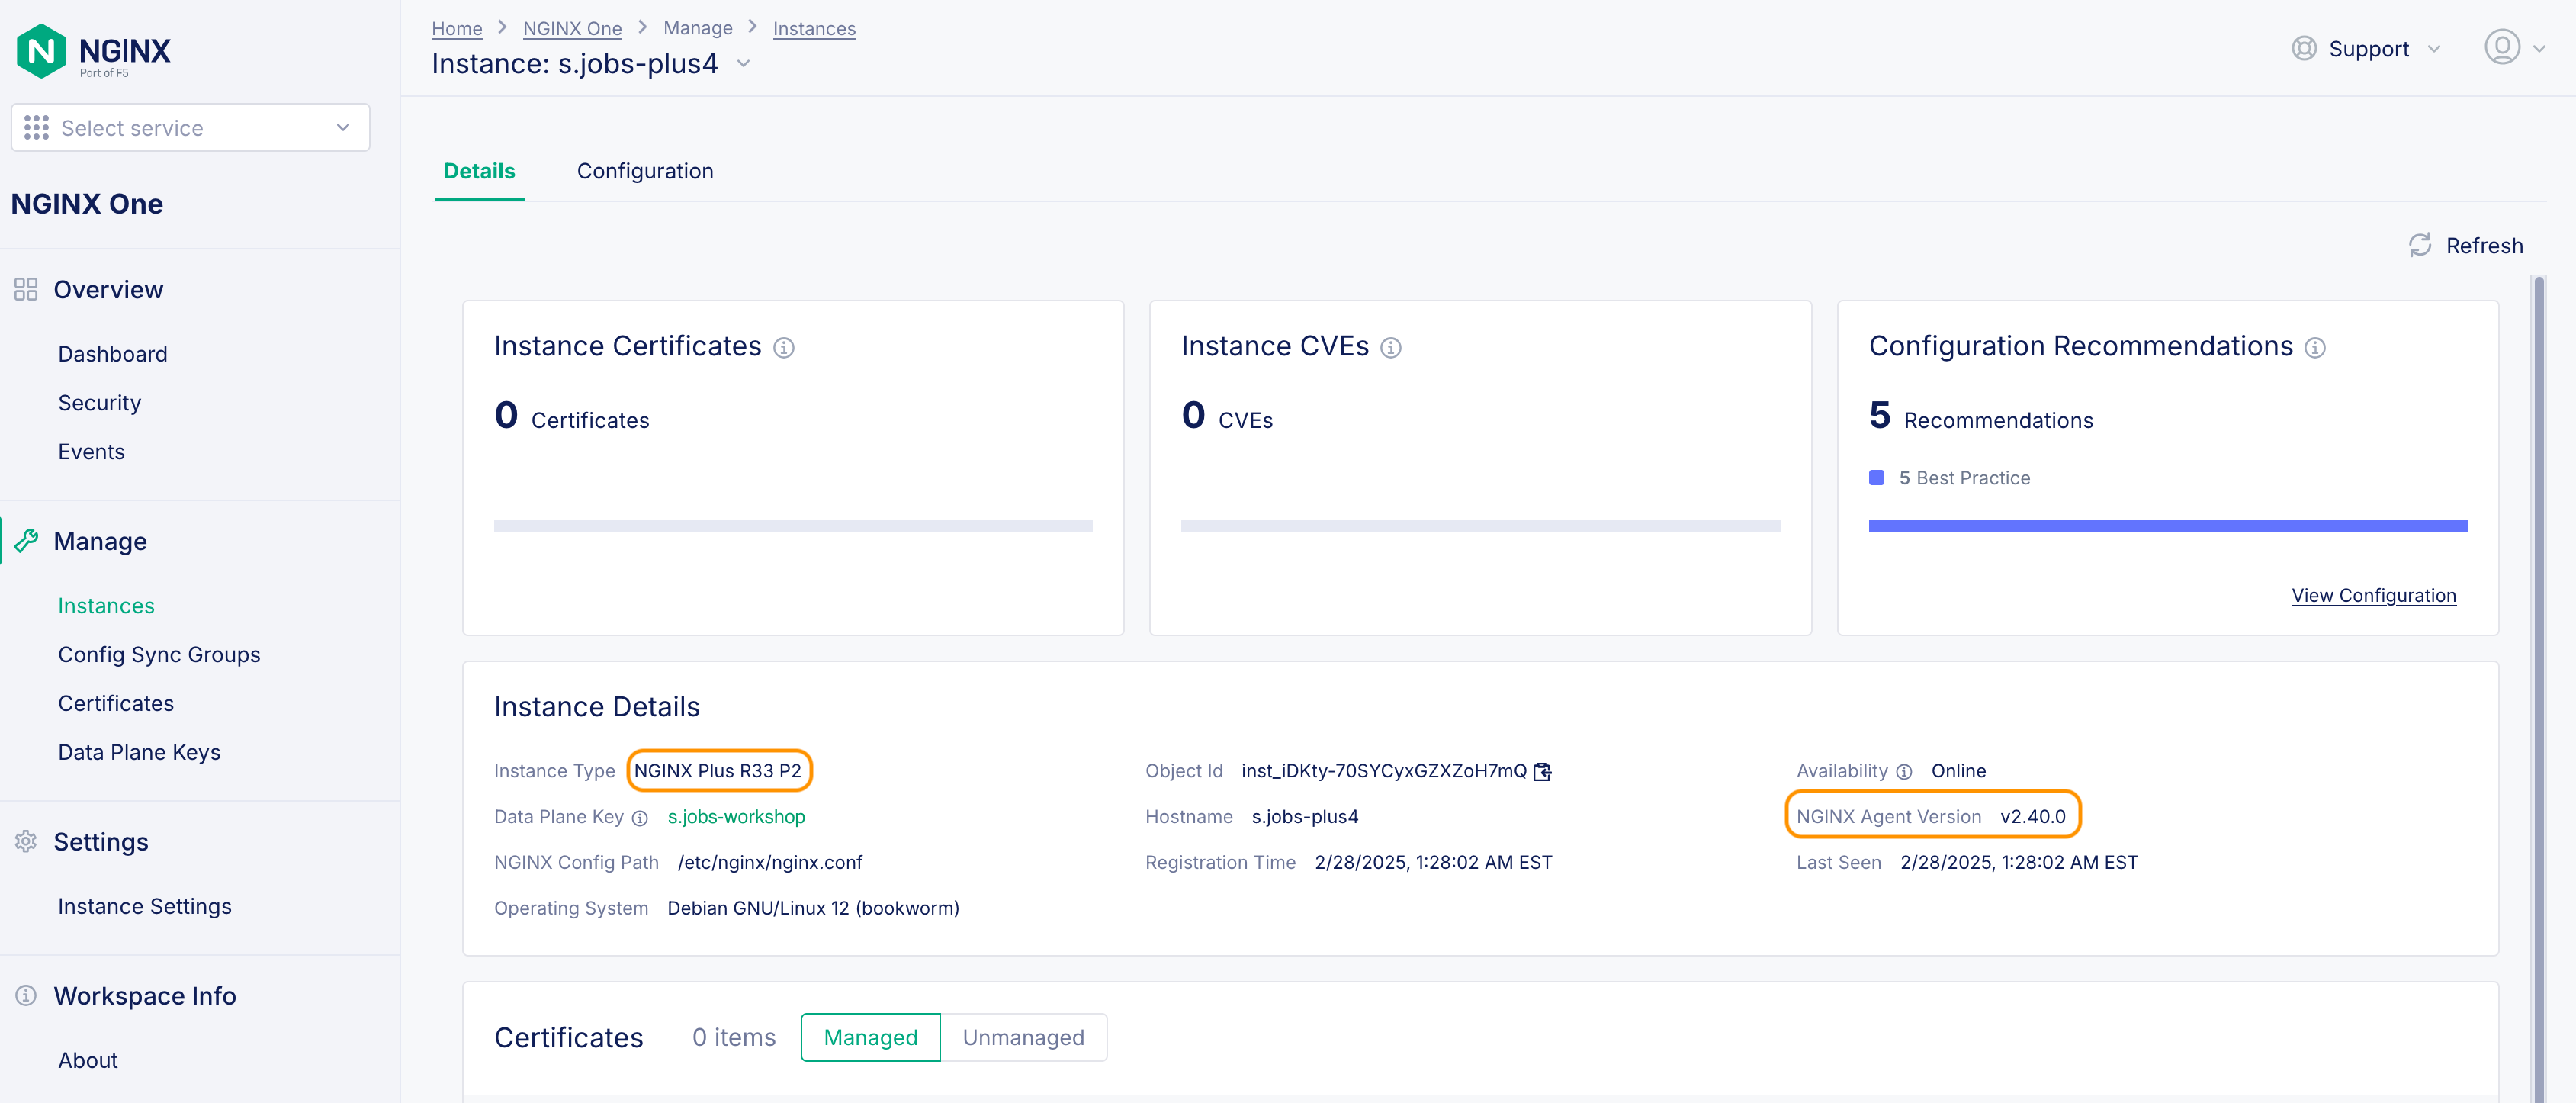 NGINX
Part of F5
Select service
NGINX One
Overview
Dashboard
Security
Events
Manage
Instances
Config Sync Groups
Certificates
Data Plane Keys
Settings
Instance Settings
Workspace Info
About
Home > NGINX One > Manage > Instances
Instance: s.jobs-plus4
Support
Details Configuration
Refresh
Instance Certificates
0 Certificates
Instance CVEs
0 CVEs
Configuration Recommendations
5 Recommendations
5 Best Practice
View Configuration
Instance Details
Instance Type NGINX Plus R33 P2
Object Id inst_iDKty-70SYCyxGZXZoH7mQ
Availability Online
Data Plane Key s.jobs-workshop
Hostname s.jobs-plus4
NGINX Agent Version v2.40.0
NGINX Config Path /etc/nginx/nginx.conf
Registration Time 2/28/2025, 1:28:02 AM EST
Last Seen 2/28/2025, 1:28:02 AM EST
Operating System Debian GNU/Linux 12 (bookworm)
Certificates 0 items Managed Unmanaged